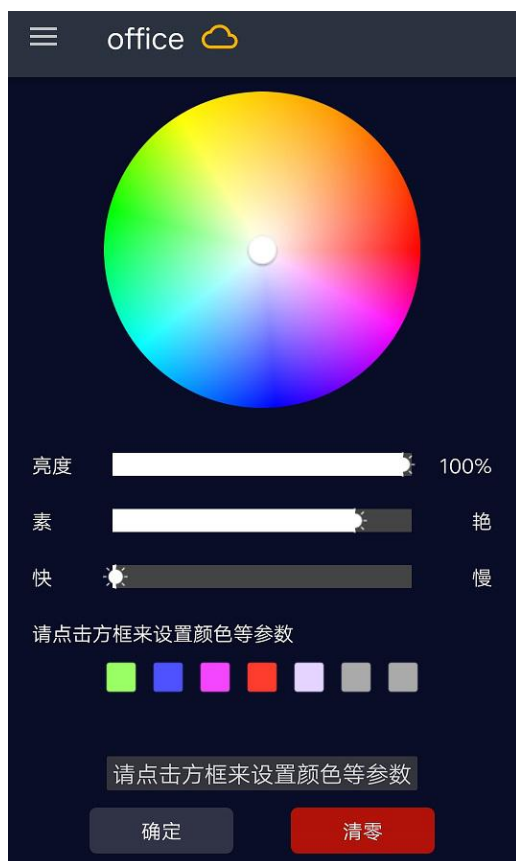 office
亮度 100%
素 艳
快 慢
请点击方框来设置颜色等参数
请点击方框来设置颜色等参数
确定 清零